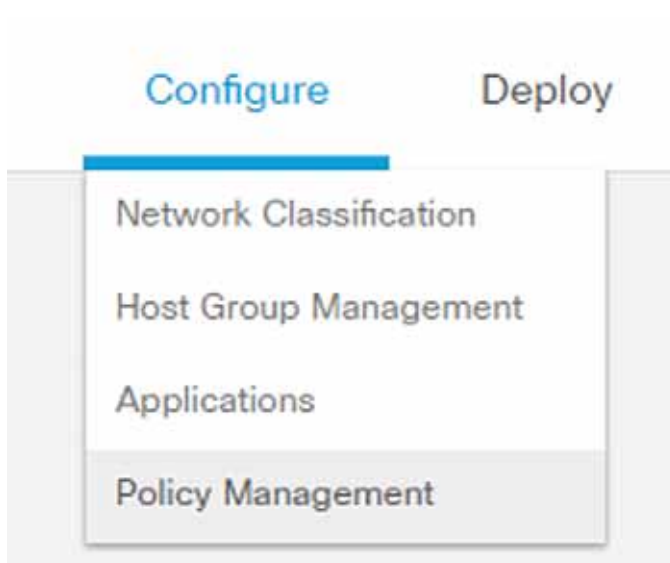 Configure Deploy
Network Classification
Host Group Management
Applications
Policy Management